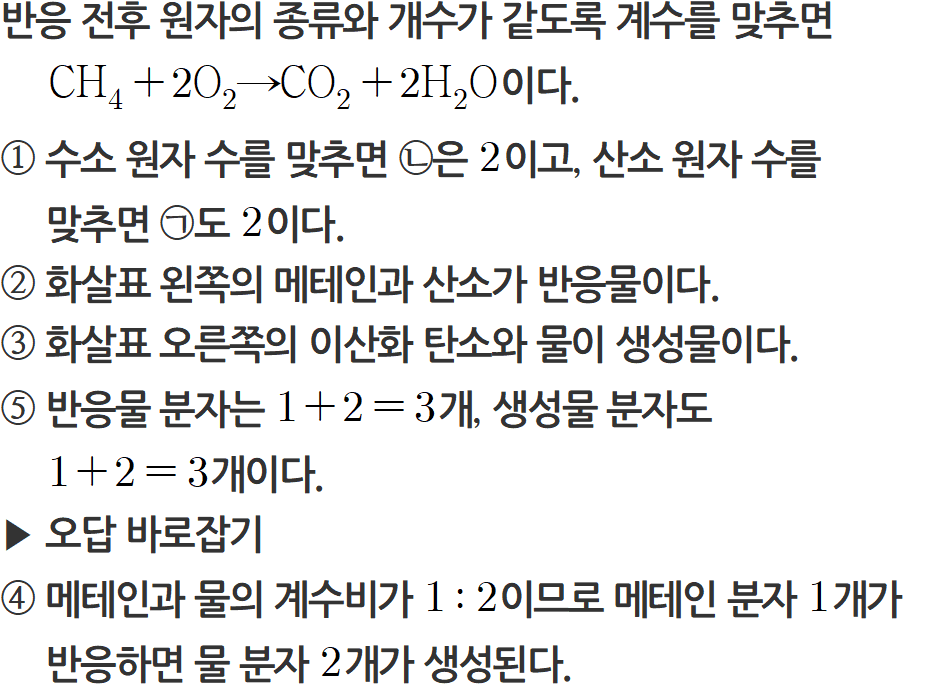 반응 전후 원자의 종류와 개수가 같도록 계수를 맞추면
CH₄ + 2O₂→CO₂ + 2H₂O이다.
① 수소 원자 수를 맞추면 ㉡은 2이고, 산소 원자 수를
맞추면 ㉠도 2이다.
② 화살표 왼쪽의 메테인과 산소가 반응물이다.
③ 화살표 오른쪽의 이산화 탄소와 물이 생성물이다.
⑤ 반응물 분자는 1+2=3개, 생성물 분자도
1+2=3개이다.
▶ 오답 바로잡기
④ 메테인과 물의 계수비가 1 : 2이므로 메테인 분자 1개가
반응하면 물 분자 2개가 생성된다.